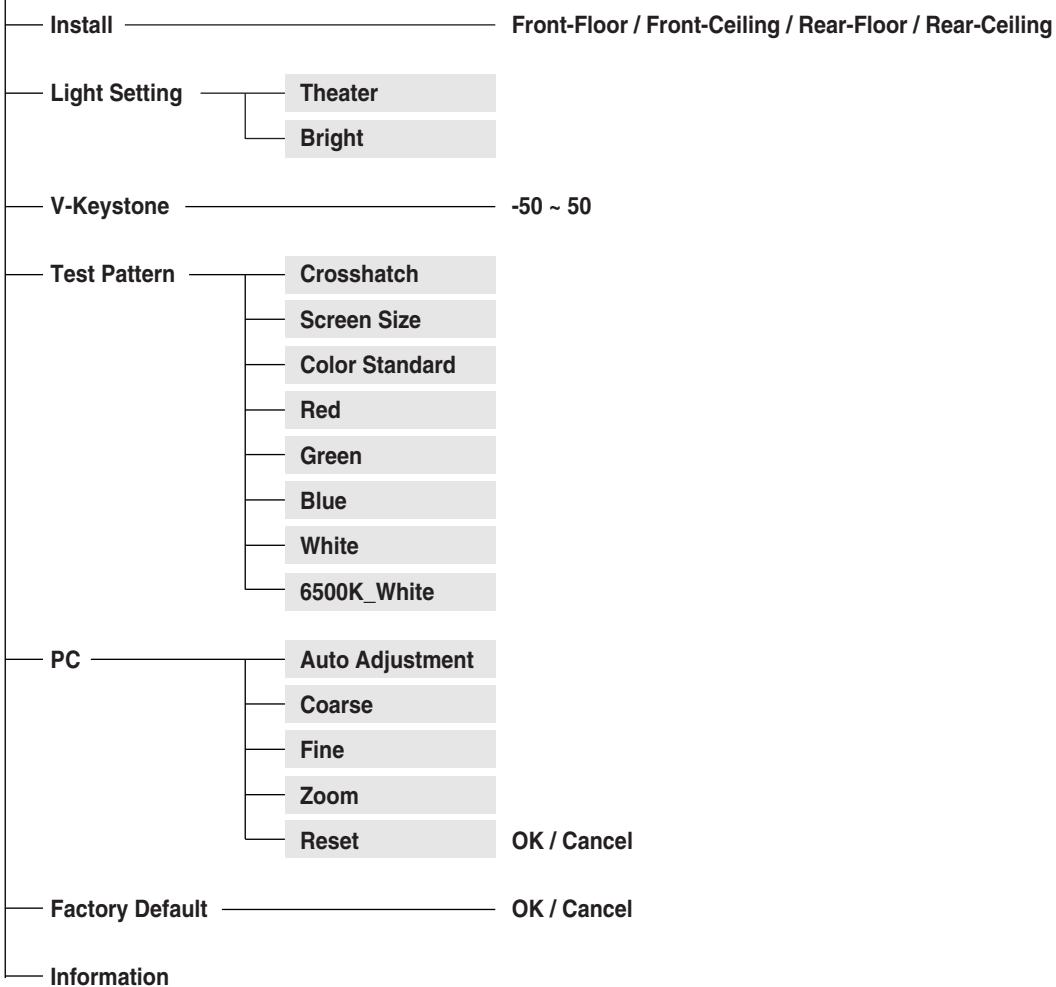 Install Front-Floor / Front-Ceiling / Rear-Floor / Rear-Ceiling
Light Setting Theater
Bright
V-Keystone -50 ~ 50
Test Pattern Crosshatch
Screen Size
Color Standard
Red
Green
Blue
White
6500K_White
PC Auto Adjustment
Coarse
Fine
Zoom
Reset OK / Cancel
Factory Default OK / Cancel
Information